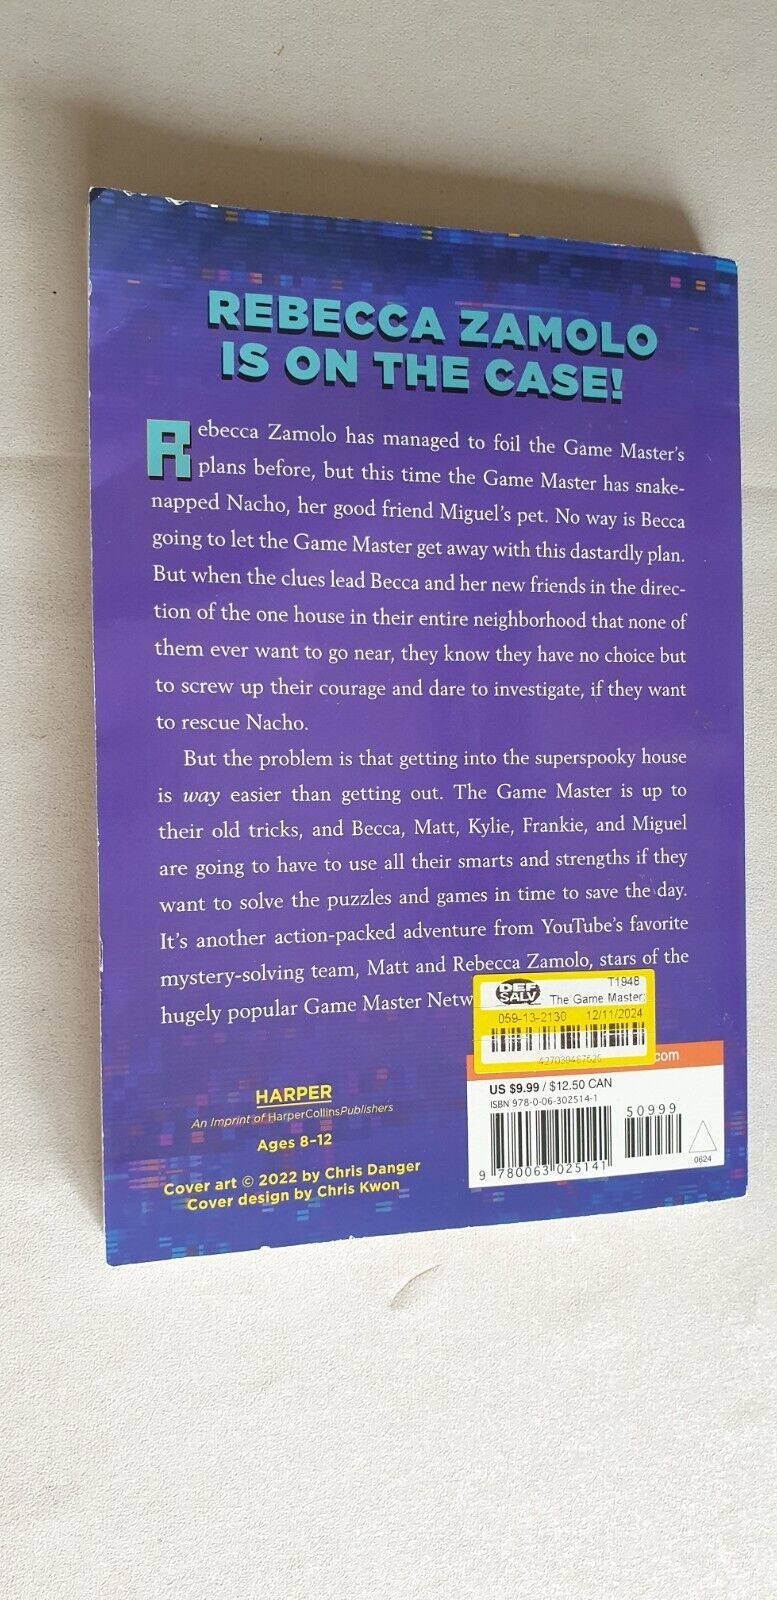 REBECCA ZAMOLO
IS ON THE CASE!
Rebecca Zamolo has managed to foil the Game Master's
plans before, but this time the Game Master has snake-
napped Nacho, her good friend Miguel's pet. No way is Becca
going to let the Game Master get away with this dastardly plan.
But when the clues lead Becca and her new friends in the direc-
tion of the one house in their entire neighborhood that none of
them ever want to go near, they know they have no choice but
to screw up their courage and dare to investigate, if they want
to rescue Nacho.
But the problem is that getting into the superspooky house
is way easier than getting out. The Game Master is up to
their old tricks, and Becca, Matt, Kylie, Frankie, and Miguel
are going to have to use all their smarts and strengths if they
want to solve the puzzles and games in time to save the day.
It's another action-packed adventure from YouTube's favorite
mystery-solving team, Matt and Rebecca Zamolo, stars of the
hugely popular Game Master Netw
DEF SALV
T1948
The Game Master:
059-13-2130 12/11/2024
427039487625
.com
HARPER
An Imprint of HarperCollinsPublishers
Ages 8–12
Cover art © 2022 by Chris Danger
Cover design by Chris Kwon
US $9.99 / $12.50 CAN
ISBN 978-0-06-302514-1
50999
9 780063 025141
0624